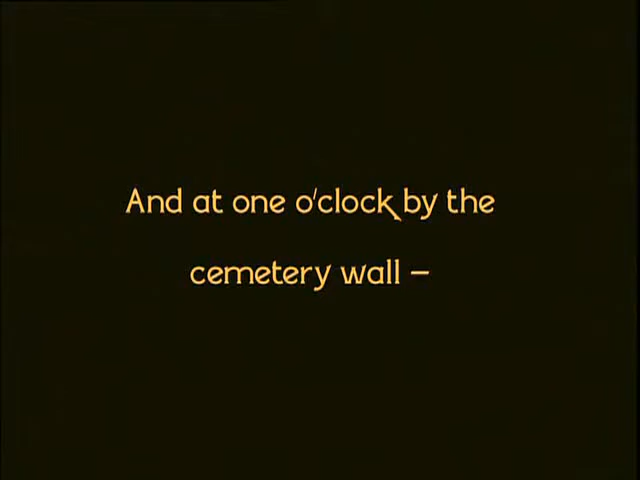 And at one o'clock by the
cemetery wall –